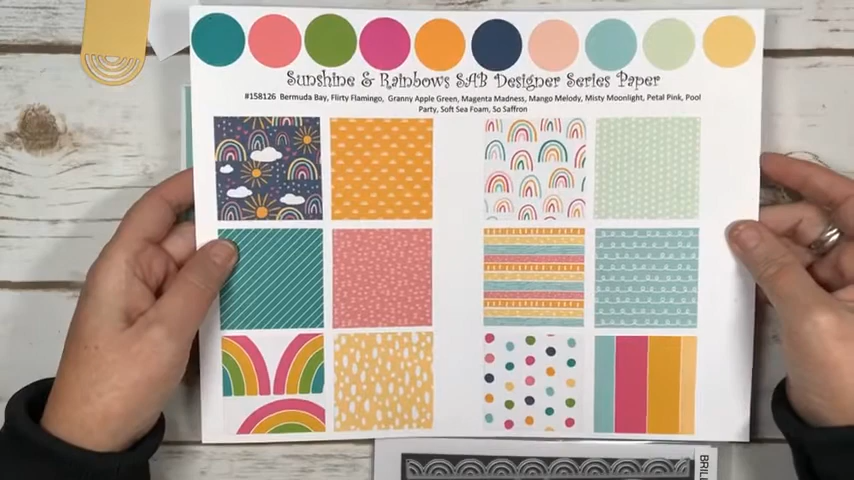 Sunshine & Rainbows SAB Designer Series Paper
#158126 Bermuda Bay, Flirty Flamingo, Granny Apple Green, Magenta Madness, Mango Melody, Misty Moonlight, Petal Pink, Pool
Party, Soft Sea Foam, So Saffron